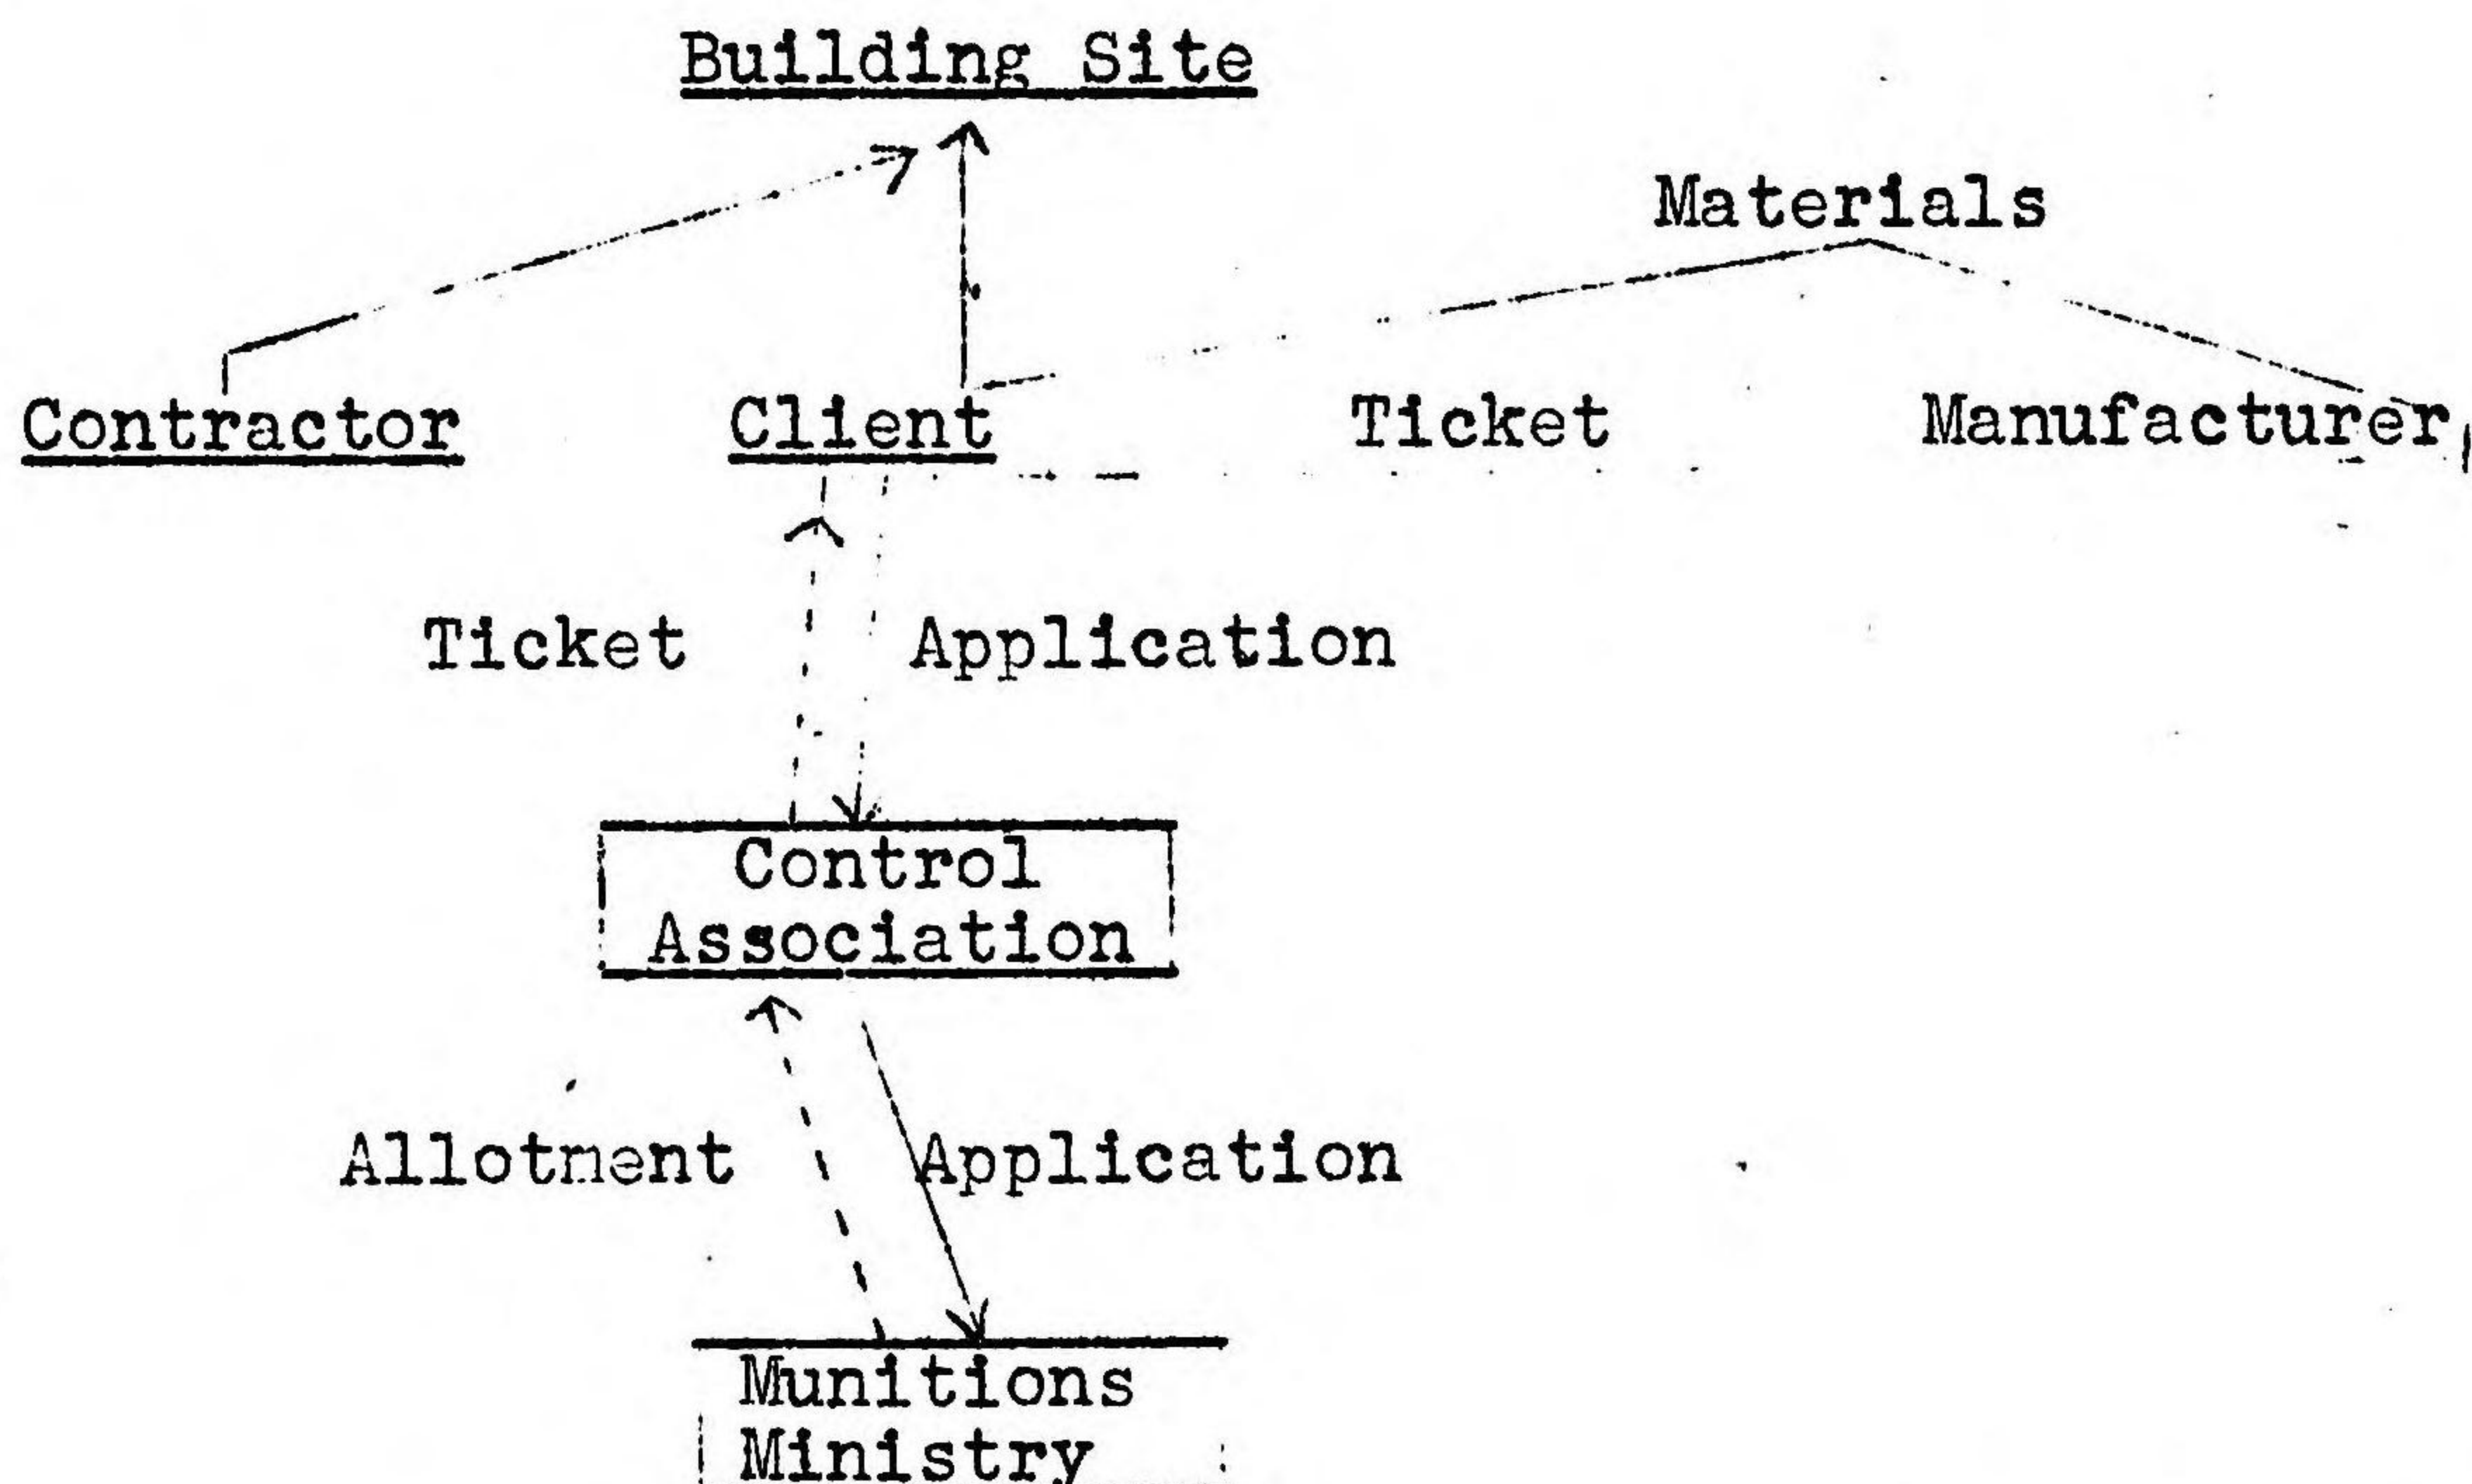 Building Site
Materials
Contractor Client Ticket Manufacturer
Ticket Application
Control
Association
Allotment Application
Munitions
Ministry